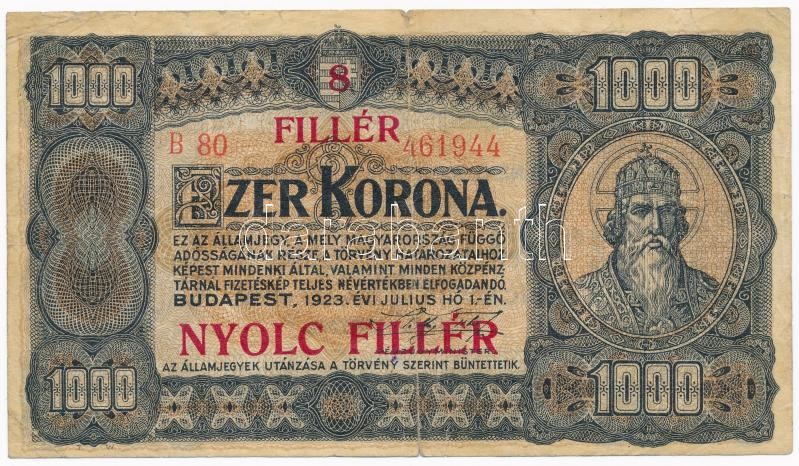 1000 8 1000
FILLÉR
B 80 461944
EZER KORONA.
darabanth
EZ AZ ÁLLAMJEGY, A MELY MAGYARORSZÁG FÜGGŐ
ADÓSSÁGÁNAK RÉSZE, A TÖRVÉNY HATÁROZATAIHOZ
KÉPEST MINDENKI ÁLTAL, VALAMINT MINDEN KÖZPÉNZ-
TÁRNÁL FIZETÉSKÉP TELJES NÉVÉRTÉKBEN ELFOGADANDÓ.
BUDAPEST, 1923. ÉVI JULIUS HÓ 1.-ÉN.
NYOLC FILLÉR
AZ ÁLLAMJEGYEK UTÁNZÁSA A TÖRVÉNY SZERINT BÜNTETTETIK.
1000 1000